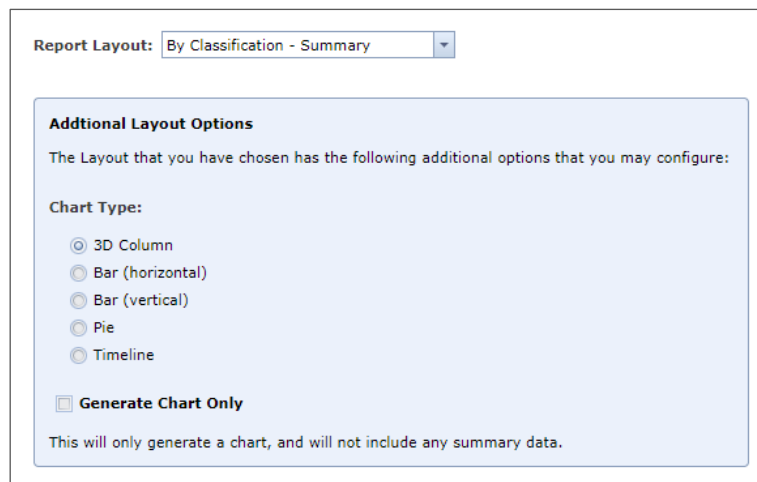 Report Layout: By Classification - Summary
Addtional Layout Options
The Layout that you have chosen has the following additional options that you may configure:
Chart Type:
3D Column
Bar (horizontal)
Bar (vertical)
Pie
Timeline
Generate Chart Only
This will only generate a chart, and will not include any summary data.